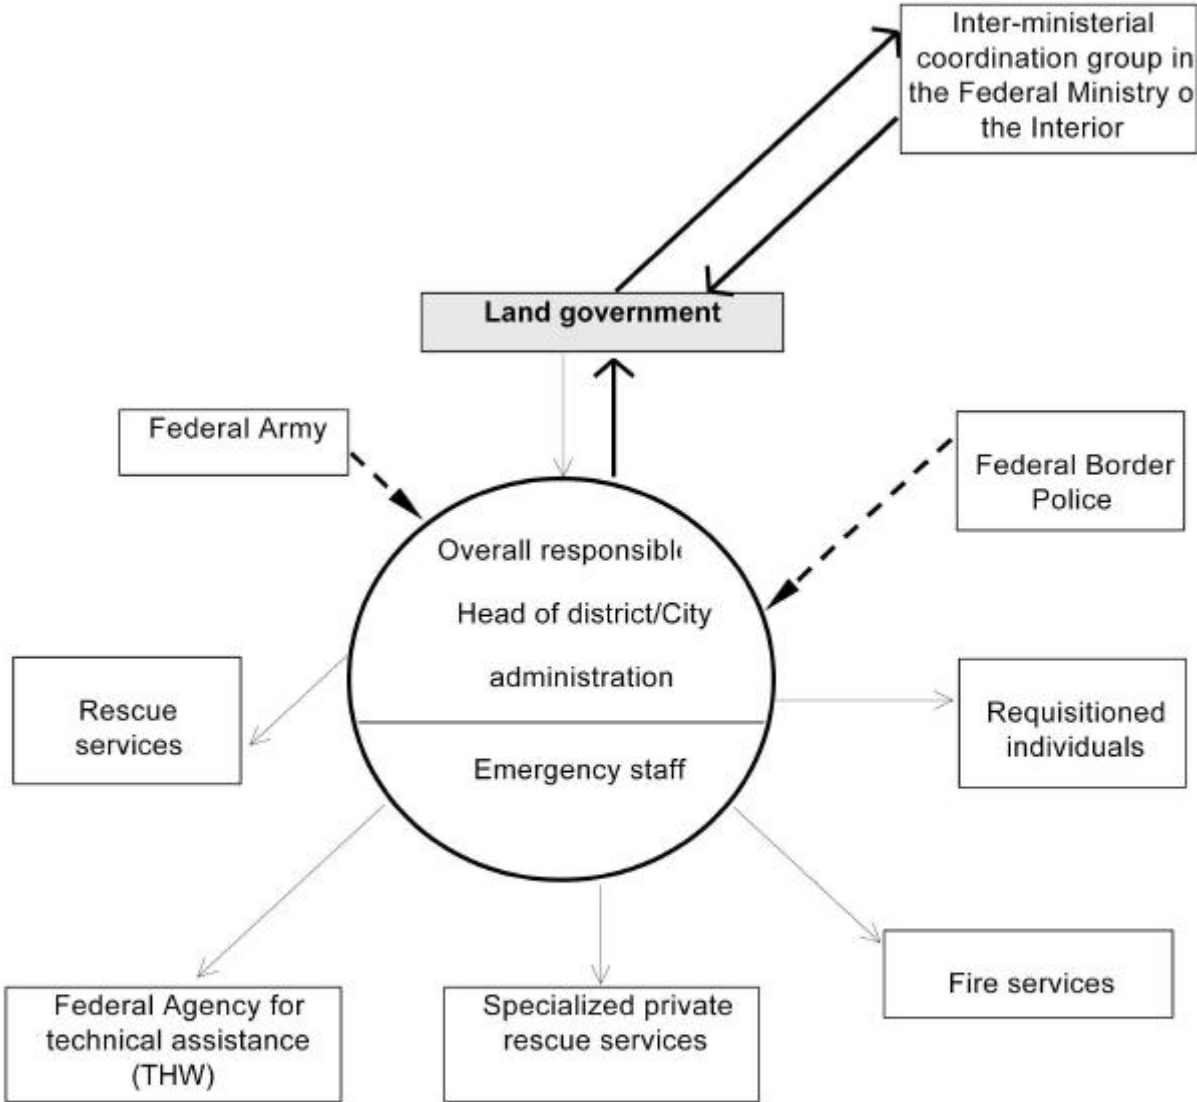 Inter-ministerial
coordination group in
the Federal Ministry o
the Interior
Land government
Federal Army
Federal Border
Police
Overall responsible
Head of district/City
administration
Emergency staff
Rescue
services
Requisitioned
individuals
Federal Agency for
technical assistance
(THW)
Specialized private
rescue services
Fire services